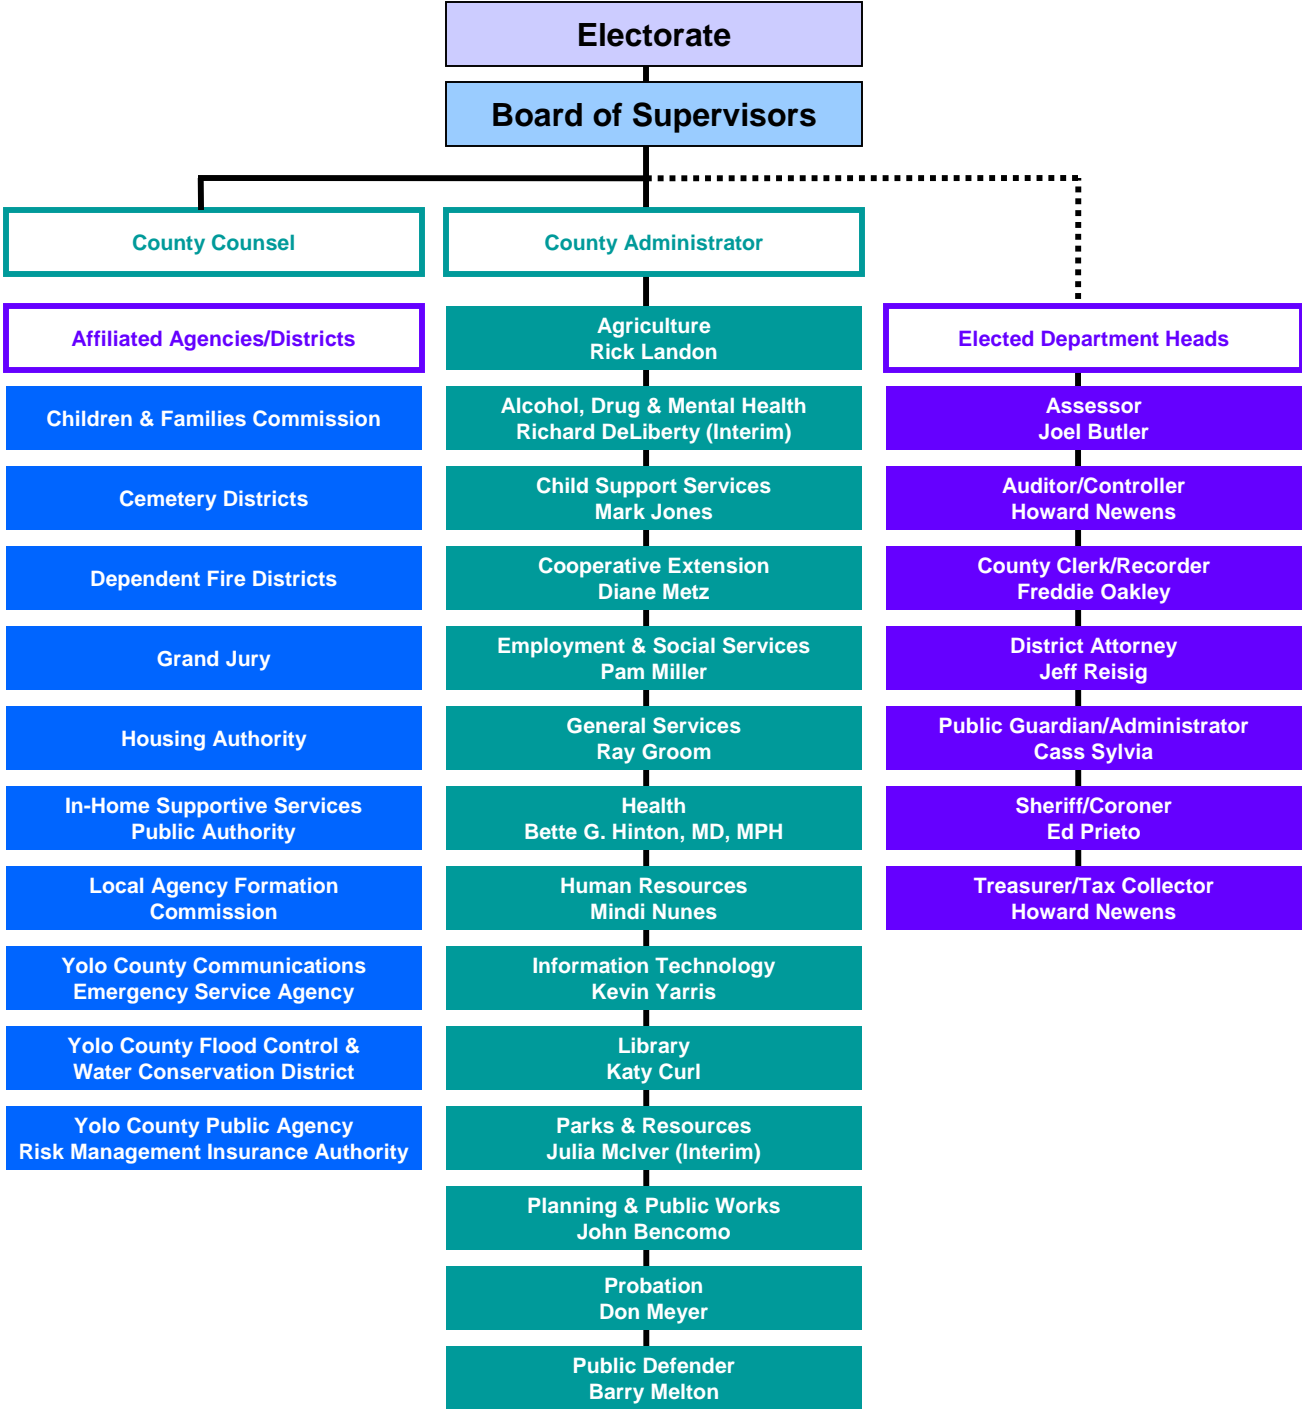 Electorate
Board of Supervisors
County Counsel
County Administrator
Affiliated Agencies/Districts
Children & Families Commission
Cemetery Districts
Dependent Fire Districts
Grand Jury
Housing Authority
In-Home Supportive Services
Public Authority
Local Agency Formation
Commission
Yolo County Communications
Emergency Service Agency
Yolo County Flood Control &
Water Conservation District
Yolo County Public Agency
Risk Management Insurance Authority
Agriculture
Rick Landon
Alcohol, Drug & Mental Health
Richard DeLiberty (Interim)
Child Support Services
Mark Jones
Cooperative Extension
Diane Metz
Employment & Social Services
Pam Miller
General Services
Ray Groom
Health
Bette G. Hinton, MD, MPH
Human Resources
Mindi Nunes
Information Technology
Kevin Yarris
Library
Katy Curl
Parks & Resources
Julia McIver (Interim)
Planning & Public Works
John Bencomo
Probation
Don Meyer
Public Defender
Barry Melton
Elected Department Heads
Assessor
Joel Butler
Auditor/Controller
Howard Newens
County Clerk/Recorder
Freddie Oakley
District Attorney
Jeff Reisig
Public Guardian/Administrator
Cass Sylvia
Sheriff/Coroner
Ed Prieto
Treasurer/Tax Collector
Howard Newens